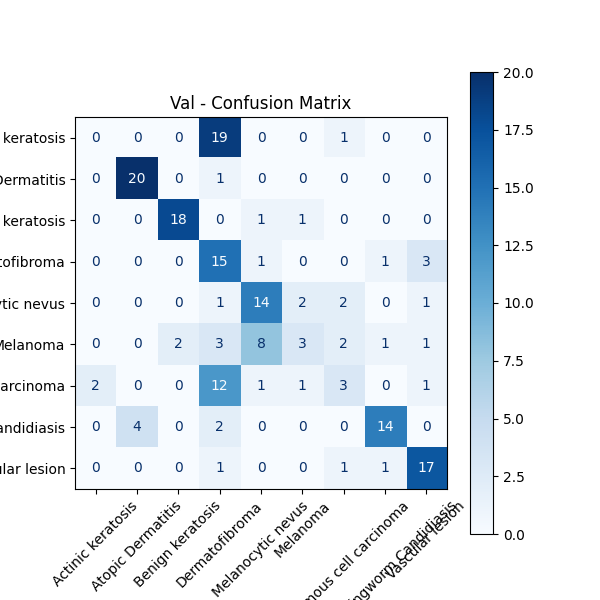 Val - Confusion Matrix
keratosis 0 0 0 19 0 0 1 0 0
Dermatitis 0 20 0 1 0 0 0 0 0
keratosis 0 0 18 0 1 1 0 0 0
tofibroma 0 0 0 15 1 0 0 1 3
ytic nevus 0 0 0 1 14 2 2 0 1
Melanoma 0 0 2 3 8 3 2 1 1
arcinoma 2 0 0 12 1 1 3 0 1
andidiasis 0 4 0 2 0 0 0 14 0
ular lesion 0 0 0 1 0 0 1 1 17
Actinic keratosis
Atopic Dermatitis
Benign keratosis
Dermatofibroma
Melanocytic nevus
Melanoma
mous cell carcinoma
ingworm Candidiasis
Vascular lesion
20.0
17.5
15.0
12.5
10.0
7.5
5.0
2.5
0.0